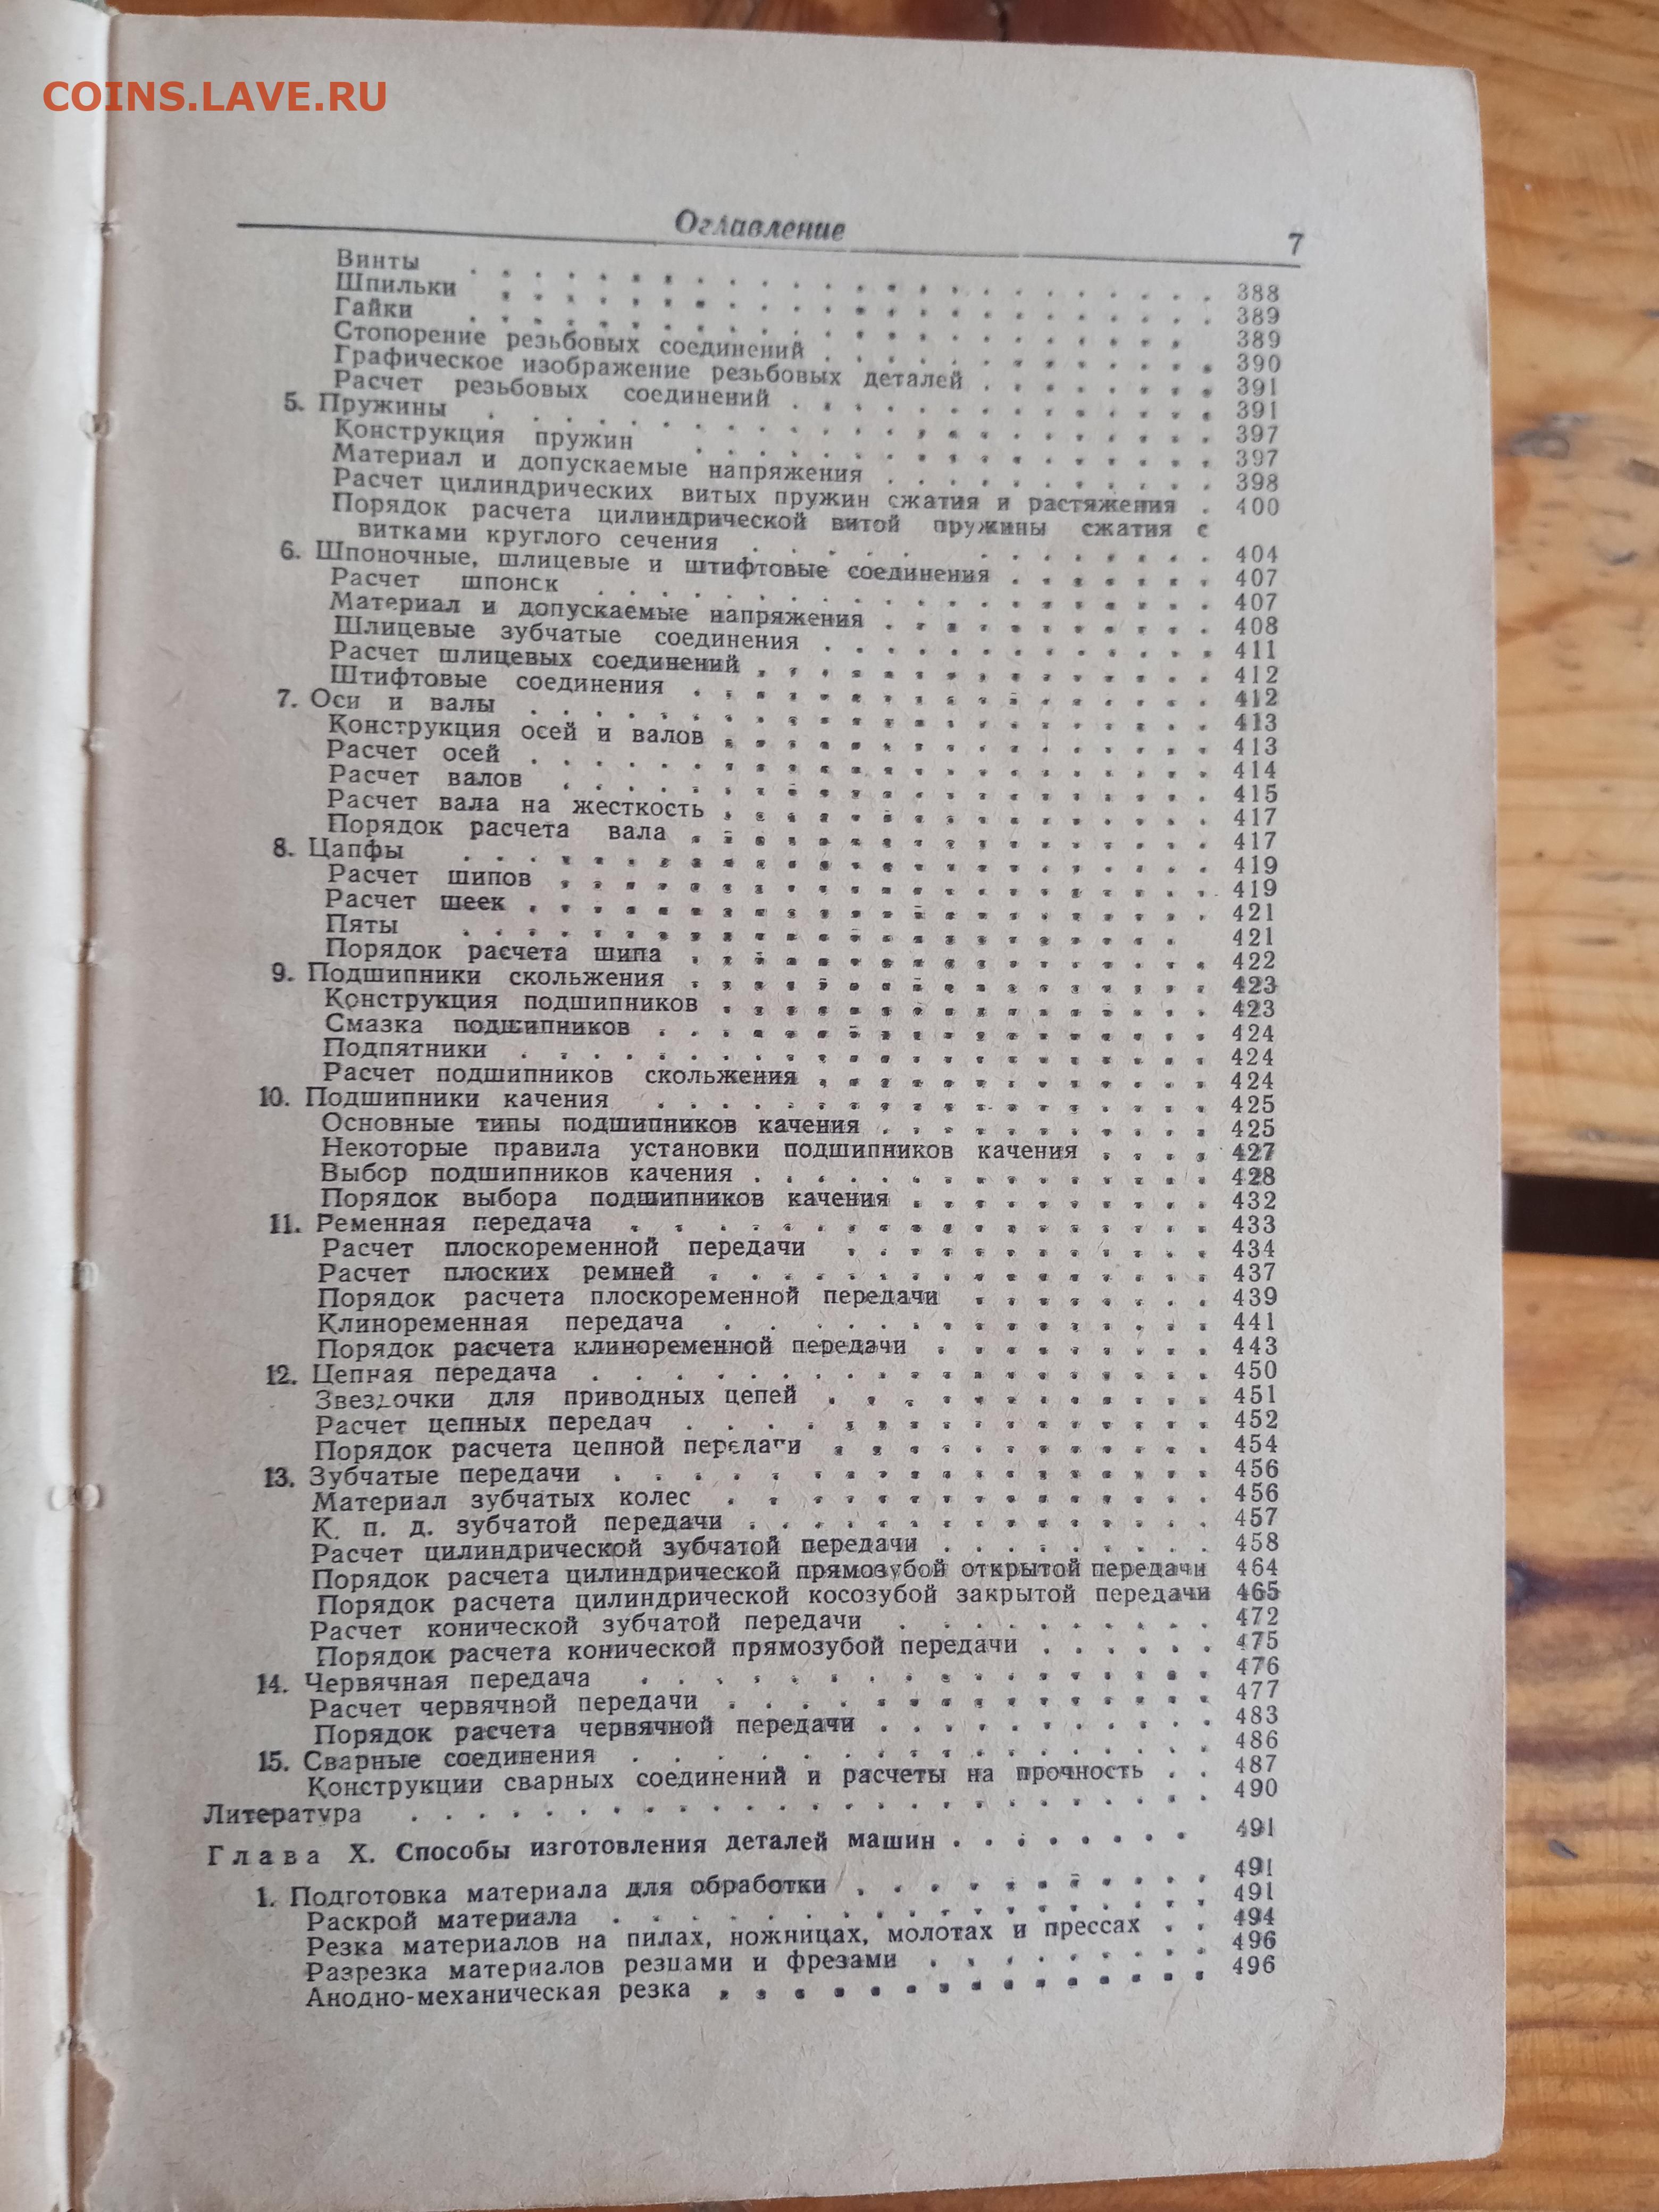 COINS.LAVE.RU
Оглавление 7
Винты . . . 388
Шпильки . . . 389
Гайки . . . 389
Стопорение резьбовых соединений . . . 390
Графическое изображение резьбовых деталей . . . 391
Расчет резьбовых соединений . . . 391
5. Пружины . . . 397
Конструкция пружин . . . 397
Материал и допускаемые напряжения . . . 398
Расчет цилиндрических витых пружин сжатия и растяжения . 400
Порядок расчета цилиндрической витой пружины сжатия с
витками круглого сечения . . . 404
6. Шпоночные, шлицевые и штифтовые соединения . . . 407
Расчет шпонок . . . 407
Материал и допускаемые напряжения . . . 408
Шлицевые зубчатые соединения . . . 411
Расчет шлицевых соединений . . . 412
Штифтовые соединения . . . 412
7. Оси и валы . . . 413
Конструкция осей и валов . . . 413
Расчет осей . . . 414
Расчет валов . . . 415
Расчет вала на жесткость . . . 417
Порядок расчета вала . . . 417
8. Цапфы . . . 419
Расчет шипов . . . 419
Расчет шеек . . . 421
Пяты . . . 421
Порядок расчета шипа . . . 422
9. Подшипники скольжения . . . 423
Конструкция подшипников . . . 423
Смазка подшипников . . . 424
Подпятники . . . 424
Расчет подшипников скольжения . . . 424
10. Подшипники качения . . . 425
Основные типы подшипников качения . . . 425
Некоторые правила установки подшипников качения . . . 427
Выбор подшипников качения . . . 428
Порядок выбора подшипников качения . . . 432
11. Ременная передача . . . 433
Расчет плоскоременной передачи . . . 434
Расчет плоских ремней . . . 437
Порядок расчета плоскоременной передачи . . . 439
Клиноременная передача . . . 441
Порядок расчета клиноременной передачи . . . 443
12. Цепная передача . . . 450
Звездочки для приводных цепей . . . 451
Расчет цепных передач . . . 452
Порядок расчета цепной передачи . . . 454
13. Зубчатые передачи . . . 456
Материал зубчатых колес . . . 456
К. п. д. зубчатой передачи . . . 457
Расчет цилиндрической зубчатой передачи . . . 458
Порядок расчета цилиндрической прямозубой открытой передачи 464
Порядок расчета цилиндрической косозубой закрытой передачи 465
Расчет конической зубчатой передачи . . . 472
Порядок расчета конической прямозубой передачи . . . 475
14. Червячная передача . . . 476
Расчет червячной передачи . . . 477
Порядок расчета червячной передачи . . . 483
15. Сварные соединения . . . 486
Конструкции сварных соединений и расчеты на прочность . . 487
Литература . . . 490
Глава X. Способы изготовления деталей машин . . . 491
1. Подготовка материала для обработки . . . 491
Раскрой материала . . . 491
Резка материалов на пилах, ножницах, молотах и прессах . . 494
Разрезка материалов резцами и фрезами . . . 496
Анодно-механическая резка . . . 496